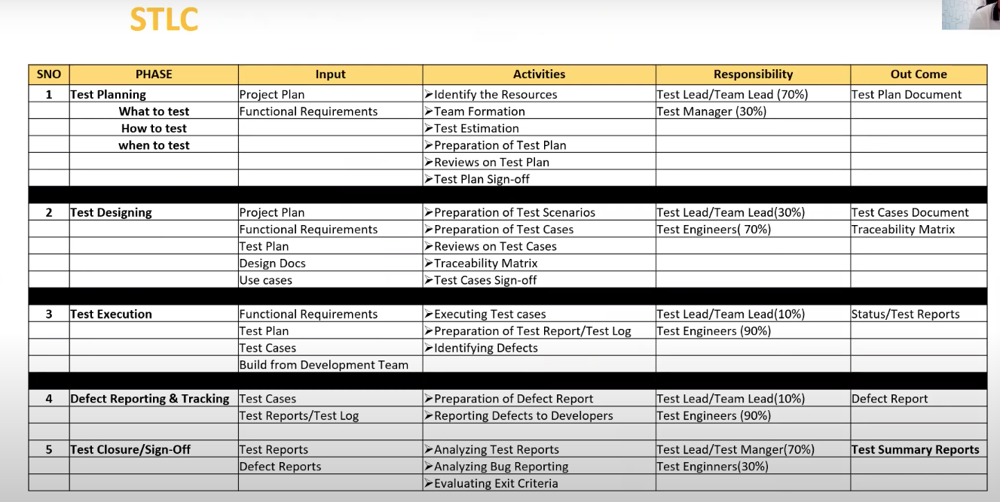 STLC
SNO PHASE Input Activities Responsibility Out Come
1 Test Planning Project Plan ➢Identify the Resources Test Lead/Team Lead (70%) Test Plan Document
What to test Functional Requirements ➢Team Formation Test Manager (30%)
How to test ➢Test Estimation
when to test ➢Preparation of Test Plan
➢Reviews on Test Plan
➢Test Plan Sign-off
2 Test Designing Project Plan ➢Preparation of Test Scenarios Test Lead/Team Lead(30%) Test Cases Document
Functional Requirements ➢Preparation of Test Cases Test Engineers( 70%) Traceability Matrix
Test Plan ➢Reviews on Test Cases
Design Docs ➢Traceability Matrix
Use cases ➢Test Cases Sign-off
3 Test Execution Functional Requirements ➢Executing Test cases Test Lead/Team Lead(10%) Status/Test Reports
Test Plan ➢Preparation of Test Report/Test Log Test Engineers (90%)
Test Cases ➢Identifying Defects
Build from Development Team
4 Defect Reporting & Tracking Test Cases ➢Preparation of Defect Report Test Lead/Team Lead(10%) Defect Report
Test Reports/Test Log ➢Reporting Defects to Developers Test Engineers (90%)
5 Test Closure/Sign-Off Test Reports ➢Analyzing Test Reports Test Lead/Test Manger(70%) Test Summary Reports
Defect Reports ➢Analyzing Bug Reporting Test Enginners(30%)
➢Evaluating Exit Criteria